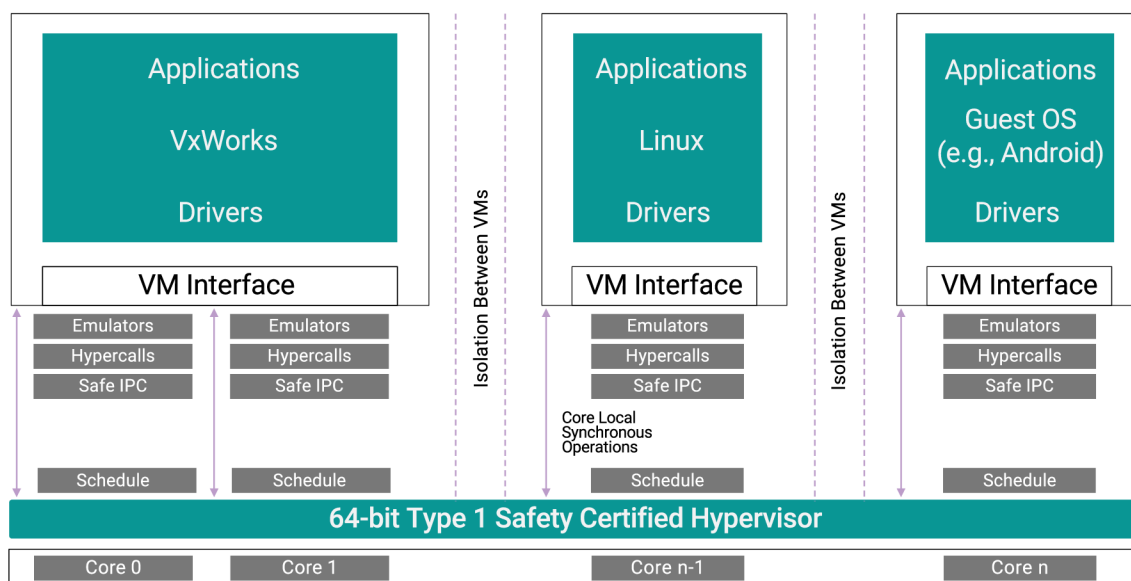 Applications
VxWorks
Drivers
VM Interface
Emulators
Hypercalls
Safe IPC
Schedule
Emulators
Hypercalls
Safe IPC
Schedule
Isolation Between VMs
Applications
Linux
Drivers
VM Interface
Emulators
Hypercalls
Safe IPC
Core Local
Synchronous
Operations
Schedule
Isolation Between VMs
Applications
Guest OS
(e.g., Android)
Drivers
VM Interface
Emulators
Hypercalls
Safe IPC
Schedule
64-bit Type 1 Safety Certified Hypervisor
Core 0
Core 1
Core n-1
Core n